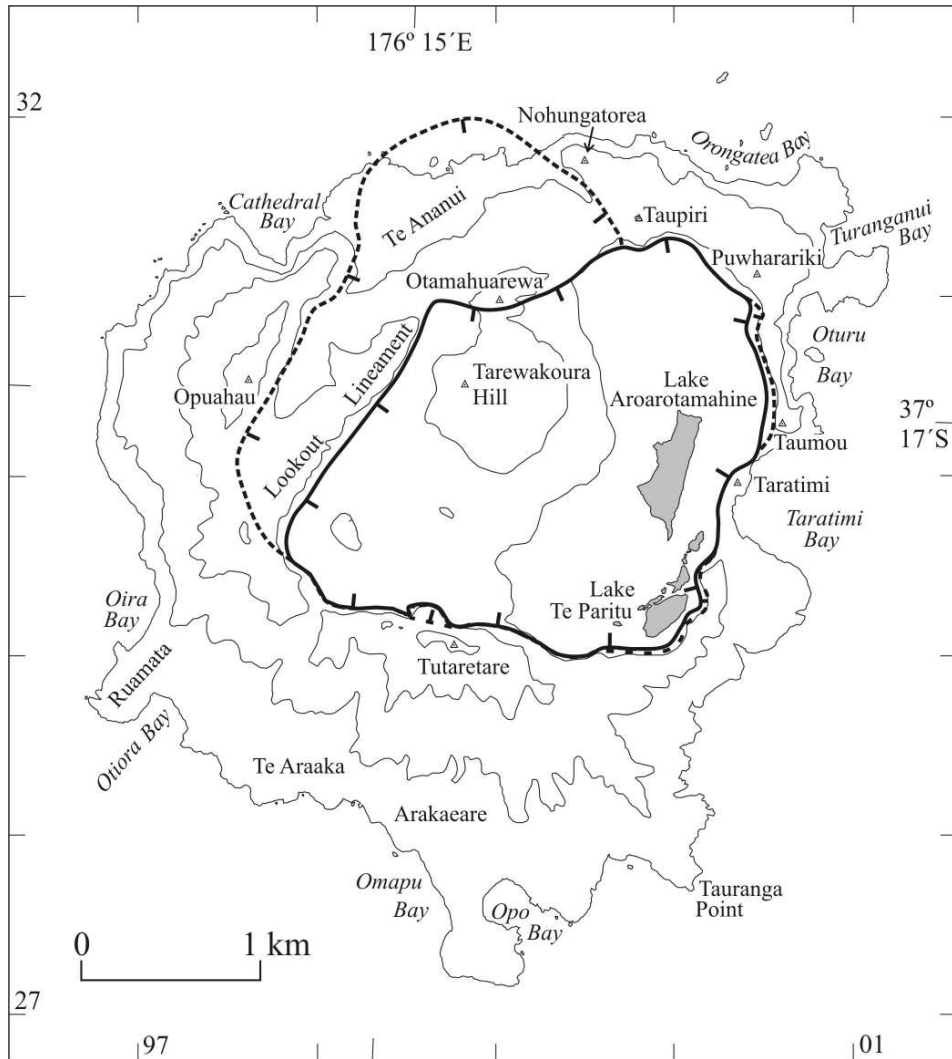 176º 15´E
32
Nohungatorea
Orongatea Bay
Cathedral
Bay
Te Ananui
Taupiri
Turanganui
Bay
Puwharariki
Otamahuarewa
Oturu
Bay
Lookout Lineament
Tarewakoura
Hill
Lake
Aroarotamahine
Opuahau
37º
17´S
Taumou
Taratimi
Taratimi
Bay
Oira
Bay
Lake
Te Paritu
Ruamata
Tutaretare
Otiora Bay
Te Araaka
Arakaeare
Omapu
Bay
Opo
Bay
Tauranga
Point
0 1 km
27
97
01